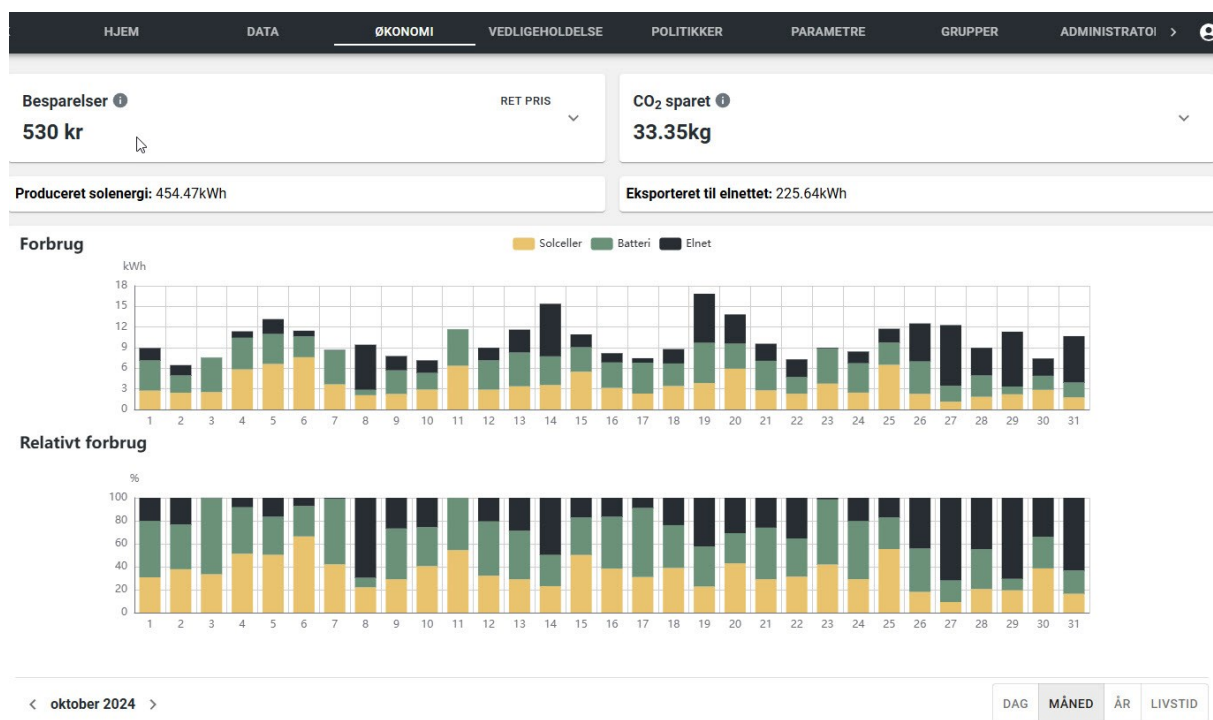 HJEM DATA ØKONOMI VEDLIGEHOLDELSE POLITIKKER PARAMETRE GRUPPER ADMINISTRATO
Besparelser RET PRIS
530 kr
CO₂ sparet
33.35kg
Produceret solenergi: 454.47kWh
Eksporteret til elnettet: 225.64kWh
Forbrug
Solceller Batteri Elnet
kWh
18
15
12
9
6
3
0
1 2 3 4 5 6 7 8 9 10 11 12 13 14 15 16 17 18 19 20 21 22 23 24 25 26 27 28 29 30 31
Relativt forbrug
%
100
80
60
40
20
0
1 2 3 4 5 6 7 8 9 10 11 12 13 14 15 16 17 18 19 20 21 22 23 24 25 26 27 28 29 30 31
oktober 2024
DAG MÅNED ÅR LIVSTID